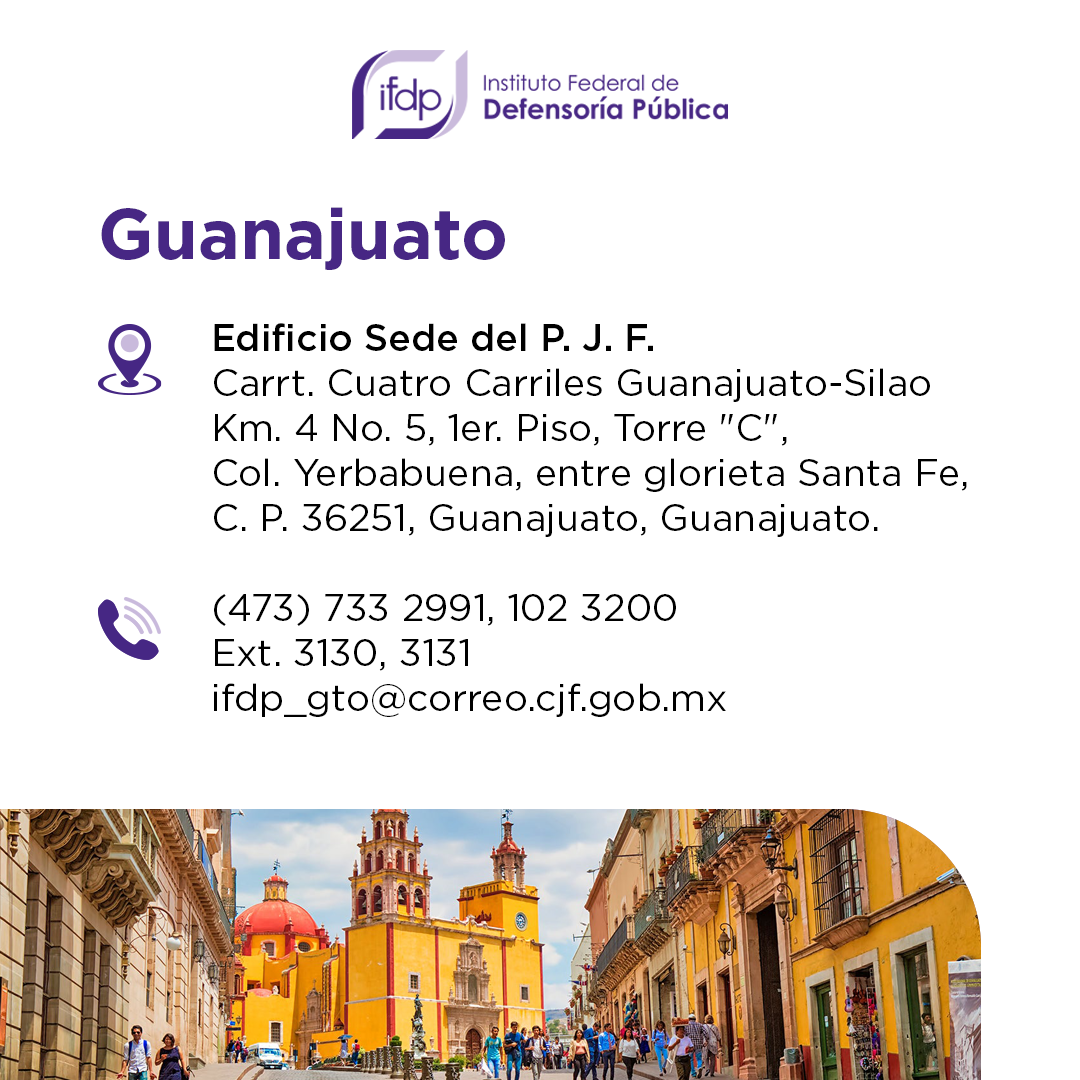 ifdp
Instituto Federal de
Defensoría Pública
Guanajuato
Edificio Sede del P. J. F.
Carrt. Cuatro Carriles Guanajuato-Silao
Km. 4 No. 5, 1er. Piso, Torre "C",
Col. Yerbabuena, entre glorieta Santa Fe,
C. P. 36251, Guanajuato, Guanajuato.
(473) 733 2991, 102 3200
Ext. 3130, 3131
ifdp_gto@correo.cjf.gob.mx